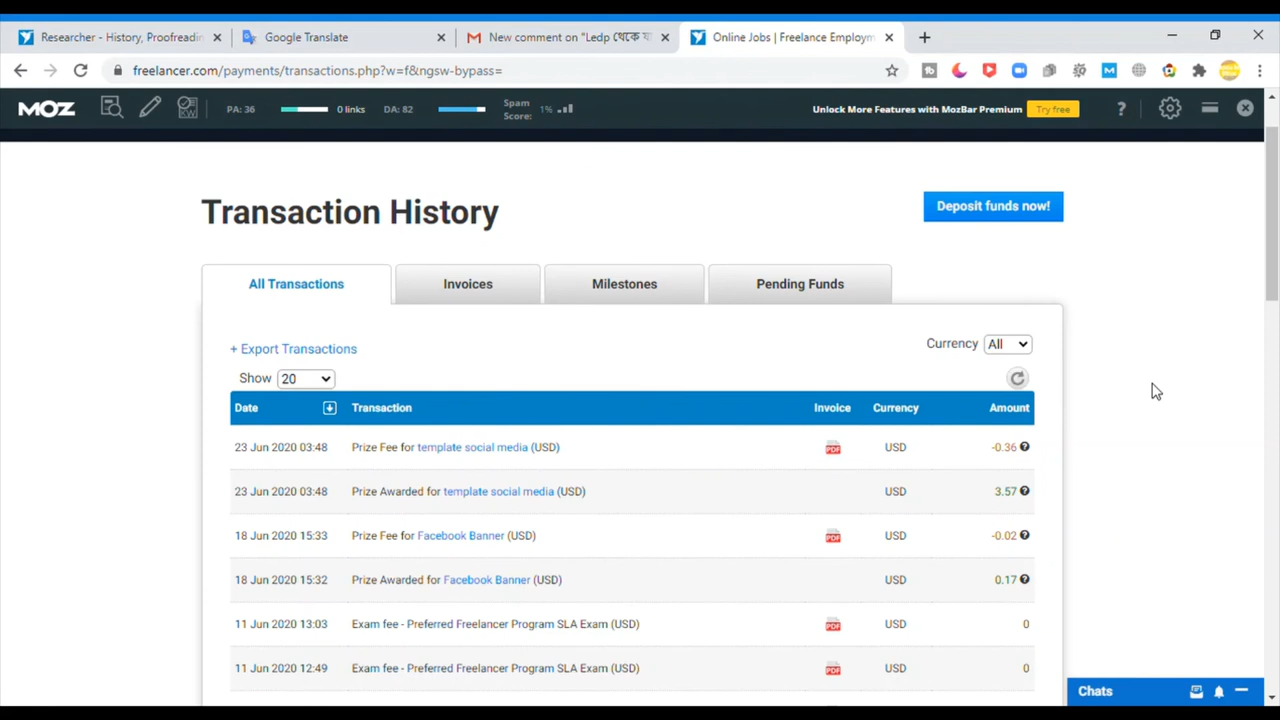 Researcher - History, Proofreadin
Google Translate
New comment on "Ledp থেকে যা
Online Jobs | Freelance Employm
freelancer.com/payments/transactions.php?w=f&ngsw-bypass=
MOZ
PA: 36
0 links
DA: 82
Spam Score:
1%
Unlock More Features with MozBar Premium
Try free
?
Transaction History
Deposit funds now!
All Transactions
Invoices
Milestones
Pending Funds
+ Export Transactions
Currency All
Show 20
Date Transaction Invoice Currency Amount
23 Jun 2020 03:48 Prize Fee for template social media (USD) PDF USD -0.36
23 Jun 2020 03:48 Prize Awarded for template social media (USD) USD 3.57
18 Jun 2020 15:33 Prize Fee for Facebook Banner (USD) PDF USD -0.02
18 Jun 2020 15:32 Prize Awarded for Facebook Banner (USD) USD 0.17
11 Jun 2020 13:03 Exam fee - Preferred Freelancer Program SLA Exam (USD) PDF USD 0
11 Jun 2020 12:49 Exam fee - Preferred Freelancer Program SLA Exam (USD) PDF USD 0
Chats